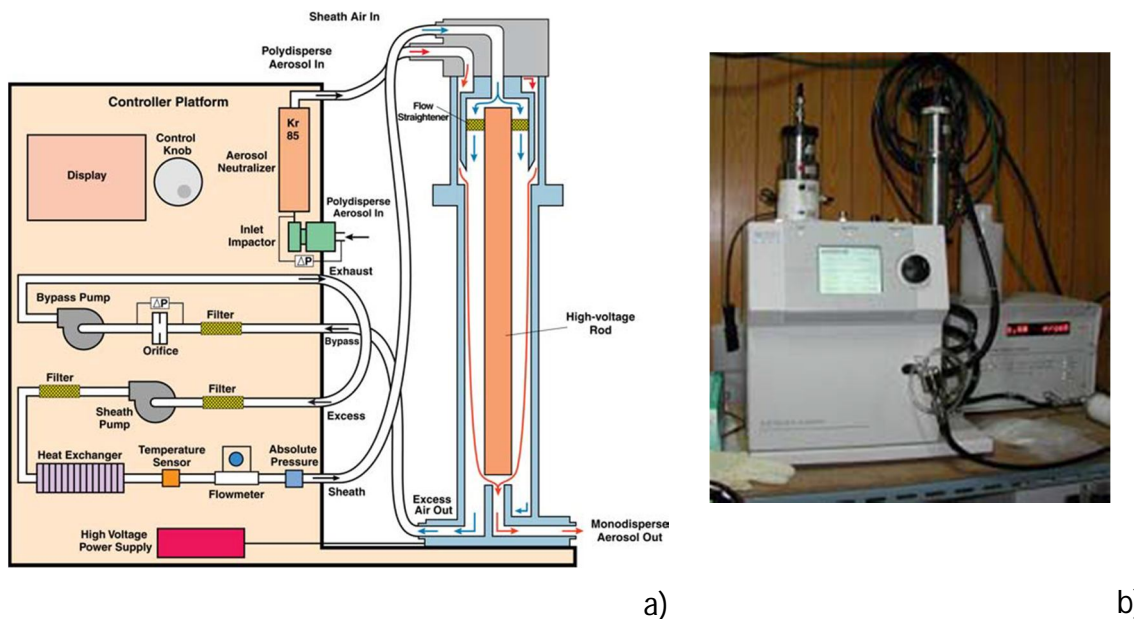 Sheath Air In
Polydisperse
Aerosol In
Controller Platform
Kr
85
Flow
Straightener
Control
Knob
Aerosol
Neutralizer
Display
Polydisperse
Aerosol In
Inlet
Impactor
ΔP
Exhaust
Bypass Pump
ΔP
Filter
High-voltage
Rod
Bypass
Orifice
Filter
Filter
Sheath
Pump
Excess
Heat Exchanger
Temperature
Sensor
Absolute
Pressure
Flowmeter
Sheath
Excess
Air Out
Monodisperse
Aerosol Out
High Voltage
Power Supply
a)
b)